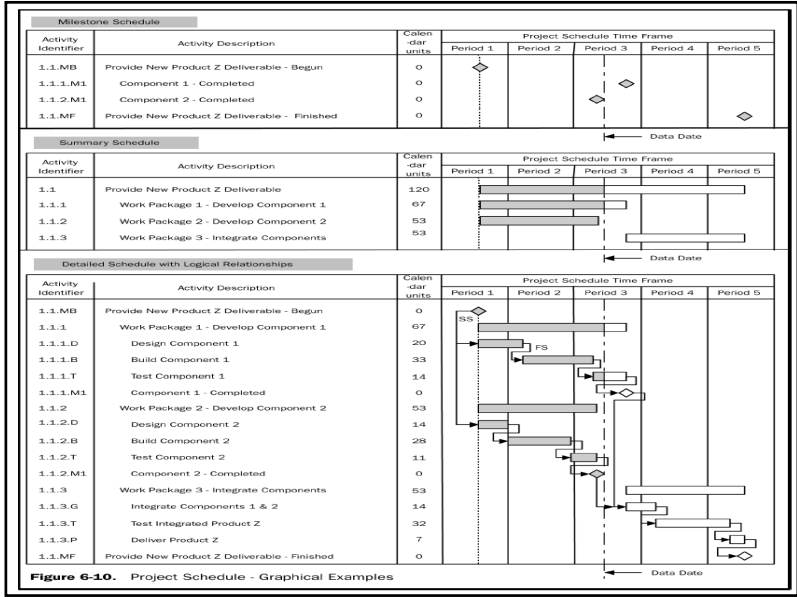 Milestone Schedule
Activity Identifier Activity Description Calen-dar units Project Schedule Time Frame
Period 1 Period 2 Period 3 Period 4 Period 5
1.1.MB Provide New Product Z Deliverable - Begun 0
1.1.1.M1 Component 1 - Completed 0
1.1.2.M1 Component 2 - Completed 0
1.1.MF Provide New Product Z Deliverable - Finished 0
Data Date
Summary Schedule
Activity Identifier Activity Description Calen-dar units Project Schedule Time Frame
Period 1 Period 2 Period 3 Period 4 Period 5
1.1 Provide New Product Z Deliverable 120
1.1.1 Work Package 1 - Develop Component 1 67
1.1.2 Work Package 2 - Develop Component 2 53
1.1.3 Work Package 3 - Integrate Components 53
Data Date
Detailed Schedule with Logical Relationships
Activity Identifier Activity Description Calen-dar units Project Schedule Time Frame
Period 1 Period 2 Period 3 Period 4 Period 5
1.1.MB Provide New Product Z Deliverable - Begun 0
SS
1.1.1 Work Package 1 - Develop Component 1 67
1.1.1.D Design Component 1 20 FS
1.1.1.B Build Component 1 33
1.1.1.T Test Component 1 14
1.1.1.M1 Component 1 - Completed 0
1.1.2 Work Package 2 - Develop Component 2 53
1.1.2.D Design Component 2 14
1.1.2.B Build Component 2 28
1.1.2.T Test Component 2 11
1.1.2.M1 Component 2 - Completed 0
1.1.3 Work Package 3 - Integrate Components 53
1.1.3.G Integrate Components 1 & 2 14
1.1.3.T Test Integrated Product Z 32
1.1.3.P Deliver Product Z 7
1.1.MF Provide New Product Z Deliverable - Finished 0
Data Date
Figure 6-10. Project Schedule - Graphical Examples